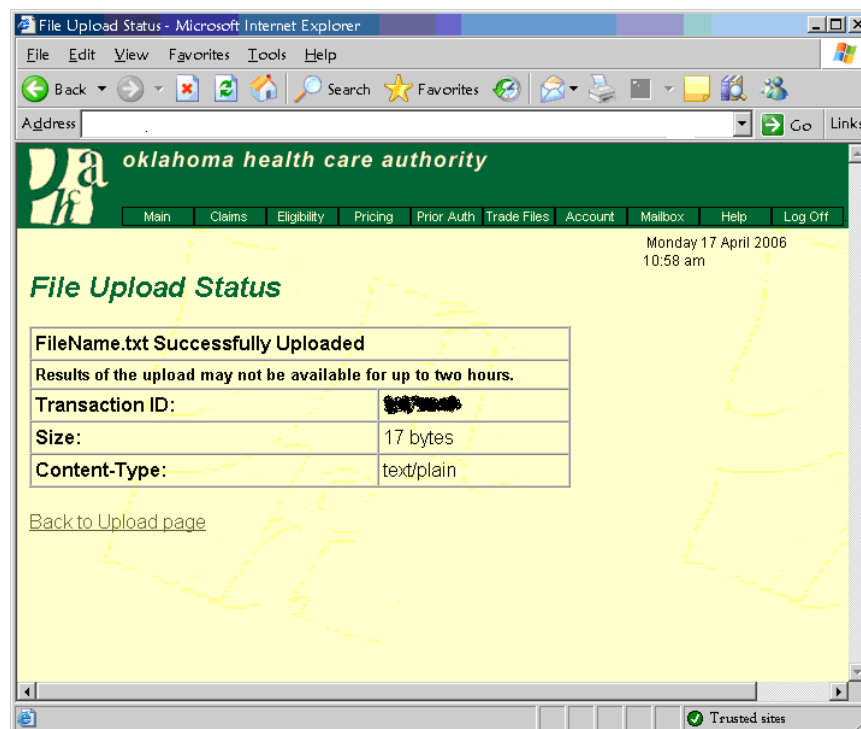 File Upload Status - Microsoft Internet Explorer
File Edit View Favorites Tools Help
Back Search Favorites
Address Go Links
oklahoma health care authority
Main Claims Eligibility Pricing Prior Auth Trade Files Account Mailbox Help Log Off
Monday 17 April 2006
10:58 am
File Upload Status
FileName.txt Successfully Uploaded
Results of the upload may not be available for up to two hours.
Transaction ID:
Size: 17 bytes
Content-Type: text/plain
Back to Upload page
Trusted sites